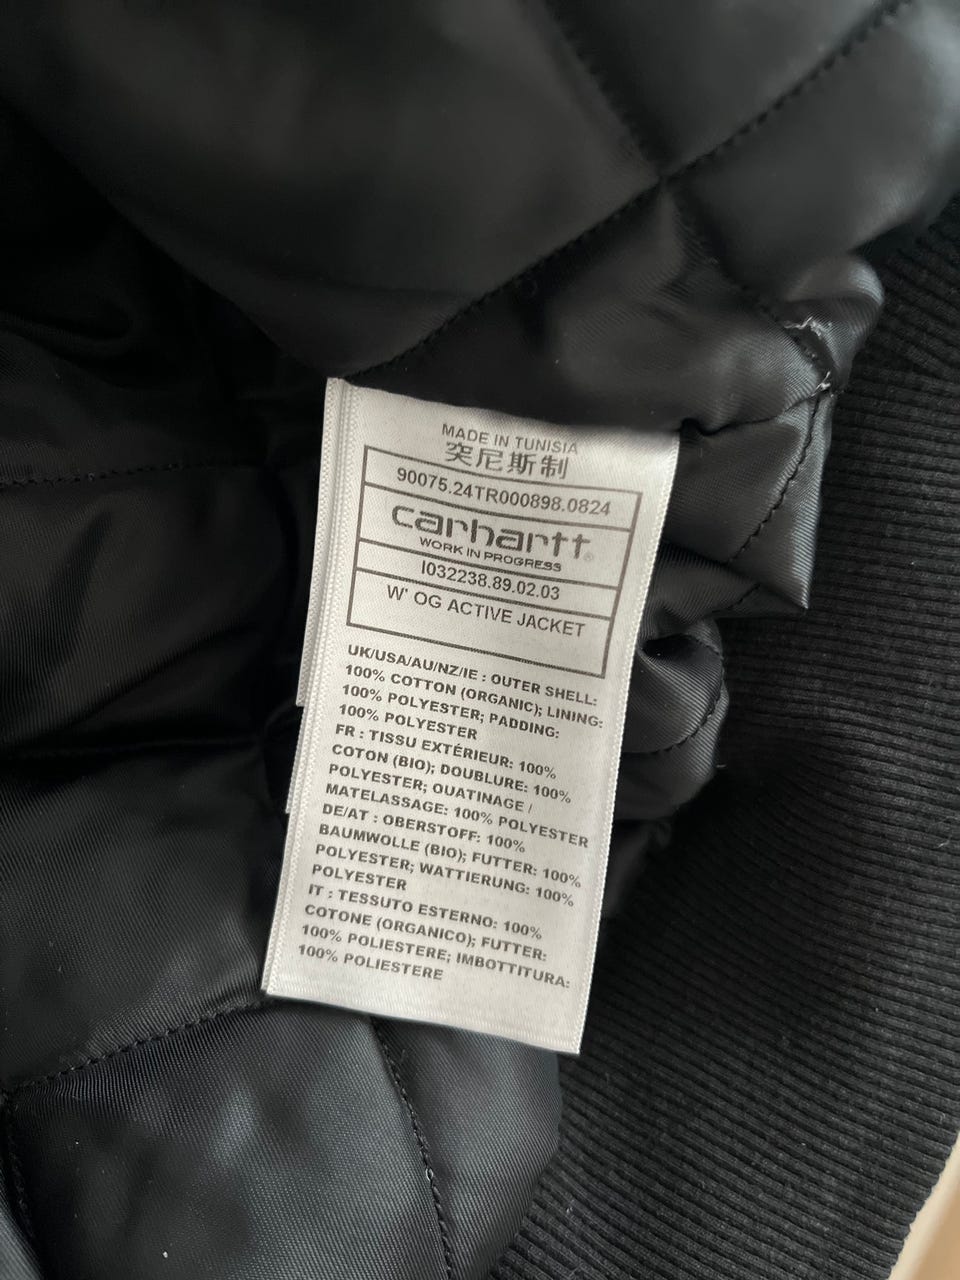 MADE IN TUNISIA
突尼斯制
90075.24TR000898.0824
carhartt®
WORK IN PROGRESS
I032238.89.02.03
W' OG ACTIVE JACKET
UK/USA/AU/NZ/IE : OUTER SHELL:
100% COTTON (ORGANIC); LINING:
100% POLYESTER; PADDING:
100% POLYESTER
FR : TISSU EXTÉRIEUR: 100%
COTON (BIO); DOUBLURE: 100%
POLYESTER; OUATINAGE /
MATELASSAGE: 100% POLYESTER
DE/AT : OBERSTOFF: 100%
BAUMWOLLE (BIO); FUTTER: 100%
POLYESTER; WATTIERUNG: 100%
POLYESTER
IT : TESSUTO ESTERNO: 100%
COTONE (ORGANICO); FUTTER:
100% POLIESTERE; IMBOTTITURA:
100% POLIESTERE